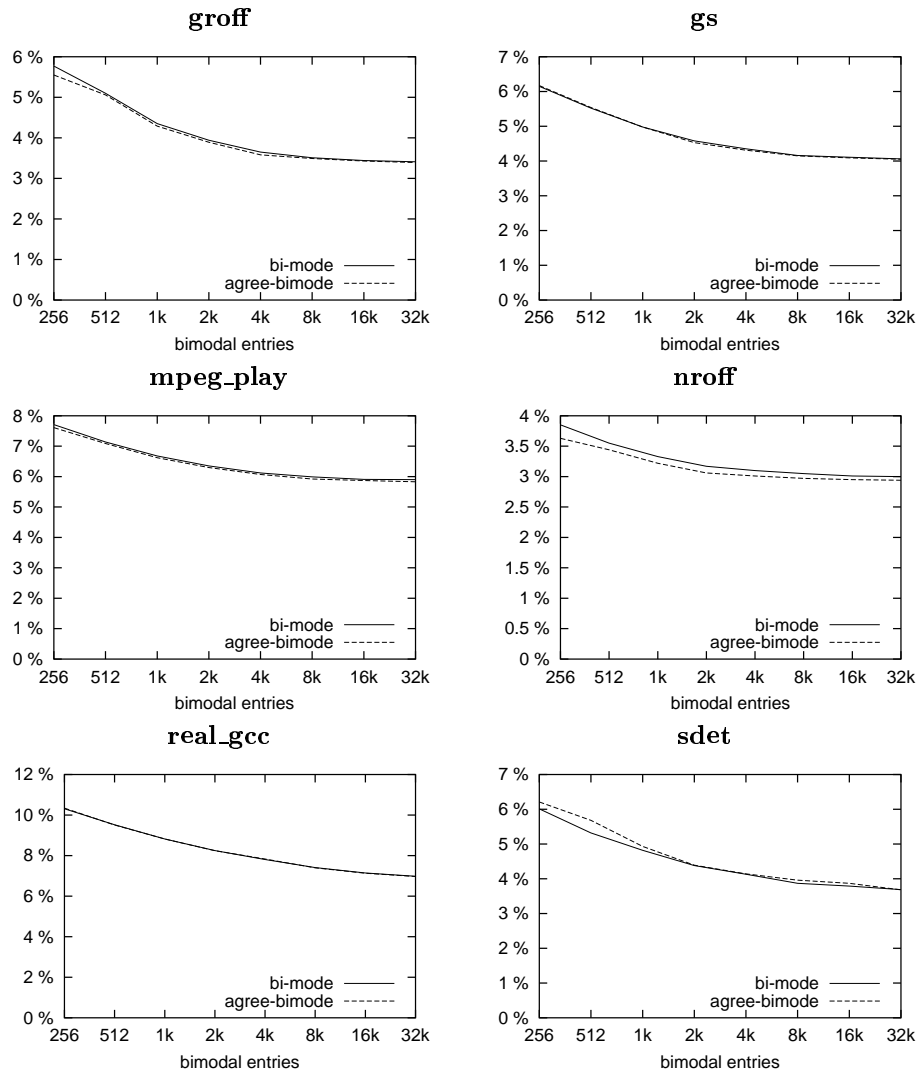 groff
6 %
5 %
4 %
3 %
2 %
1 %
0 %
bi-mode
agree-bimode
256 512 1k 2k 4k 8k 16k 32k
bimodal entries
gs
7 %
6 %
5 %
4 %
3 %
2 %
1 %
0 %
bi-mode
agree-bimode
256 512 1k 2k 4k 8k 16k 32k
bimodal entries
mpeg_play
8 %
7 %
6 %
5 %
4 %
3 %
2 %
1 %
0 %
bi-mode
agree-bimode
256 512 1k 2k 4k 8k 16k 32k
bimodal entries
nroff
4 %
3.5 %
3 %
2.5 %
2 %
1.5 %
1 %
0.5 %
0 %
bi-mode
agree-bimode
256 512 1k 2k 4k 8k 16k 32k
bimodal entries
real_gcc
12 %
10 %
8 %
6 %
4 %
2 %
0 %
bi-mode
agree-bimode
256 512 1k 2k 4k 8k 16k 32k
bimodal entries
sdet
7 %
6 %
5 %
4 %
3 %
2 %
1 %
0 %
bi-mode
agree-bimode
256 512 1k 2k 4k 8k 16k 32k
bimodal entries